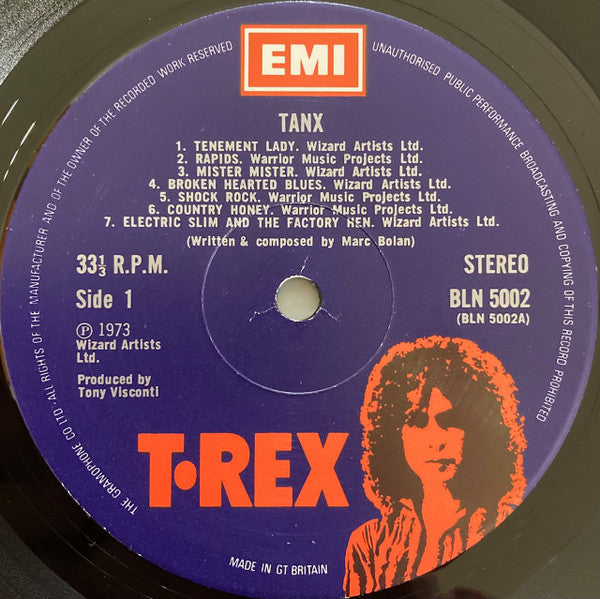 EMI
THE GRAMOPHONE CO LTD · ALL RIGHTS OF THE MANUFACTURER AND OF THE OWNER OF THE RECORDED WORK RESERVED
UNAUTHORISED PUBLIC PERFORMANCE BROADCASTING AND COPYING OF THIS RECORD PROHIBITED
TANX
1. TENEMENT LADY. Wizard Artists Ltd.
2. RAPIDS. Warrior Music Projects Ltd.
3. MISTER MISTER. Wizard Artists Ltd.
4. BROKEN HEARTED BLUES. Wizard Artists Ltd.
5. SHOCK ROCK. Warrior Music Projects Ltd.
6. COUNTRY HONEY. Warrior Music Projects Ltd.
7. ELECTRIC SLIM AND THE FACTORY HEN. Wizard Artists Ltd.
(Written & composed by Marc Bolan)
33⅓ R.P.M.
STEREO
Side 1
BLN 5002
(BLN 5002A)
Ⓟ 1973
Wizard Artists
Ltd.
Produced by
Tony Visconti
T•REX
MADE IN GT BRITAIN